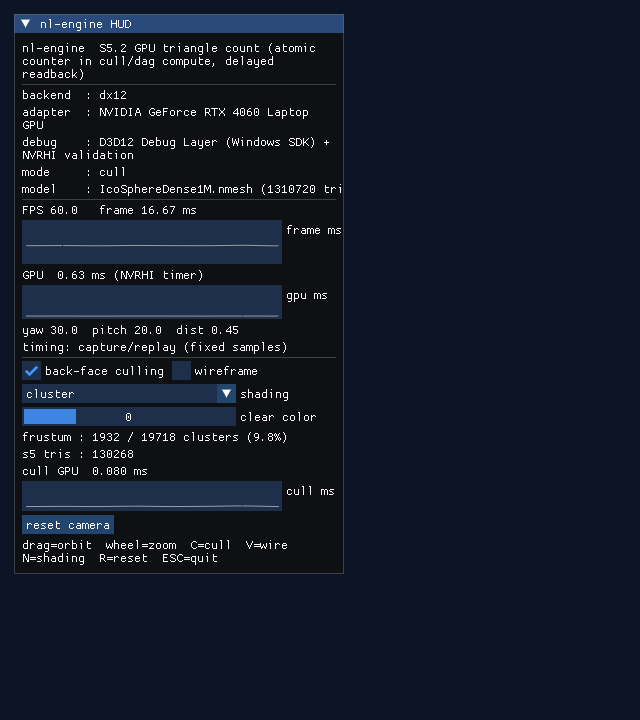 nl-engine HUD
nl-engine  S5.2 GPU triangle count (atomic
counter in cull/dag compute, delayed
readback)
backend  : dx12
adapter  : NVIDIA GeForce RTX 4060 Laptop
GPU
debug    : D3D12 Debug Layer (Windows SDK) +
NVRHI validation
mode     : cull
model    : IcoSphereDense1M.nmesh (1310720 tri
FPS 60.0   frame 16.67 ms
frame ms
GPU  0.63 ms (NVRHI timer)
gpu ms
yaw 30.0  pitch 20.0  dist 0.45
timing: capture/replay (fixed samples)
back-face culling  wireframe
cluster  shading
0  clear color
frustum : 1932 / 19718 clusters (9.8%)
s5 tris : 130268
cull GPU  0.080 ms
cull ms
reset camera
drag=orbit  wheel=zoom  C=cull  V=wire
N=shading  R=reset  ESC=quit